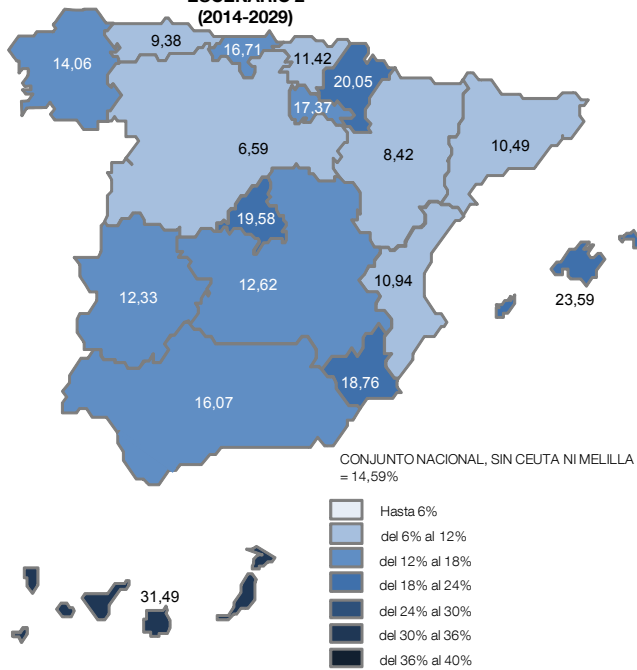 (2014-2029)
9,38
16,71
11,42
14,06
20,05
17,37
6,59
8,42
10,49
19,58
12,33
12,62
10,94
23,59
18,76
16,07
CONJUNTO NACIONAL, SIN CEUTA NI MELILLA
= 14,59%
Hasta 6%
del 6% al 12%
del 12% al 18%
del 18% al 24%
del 24% al 30%
del 30% al 36%
del 36% al 40%
31,49